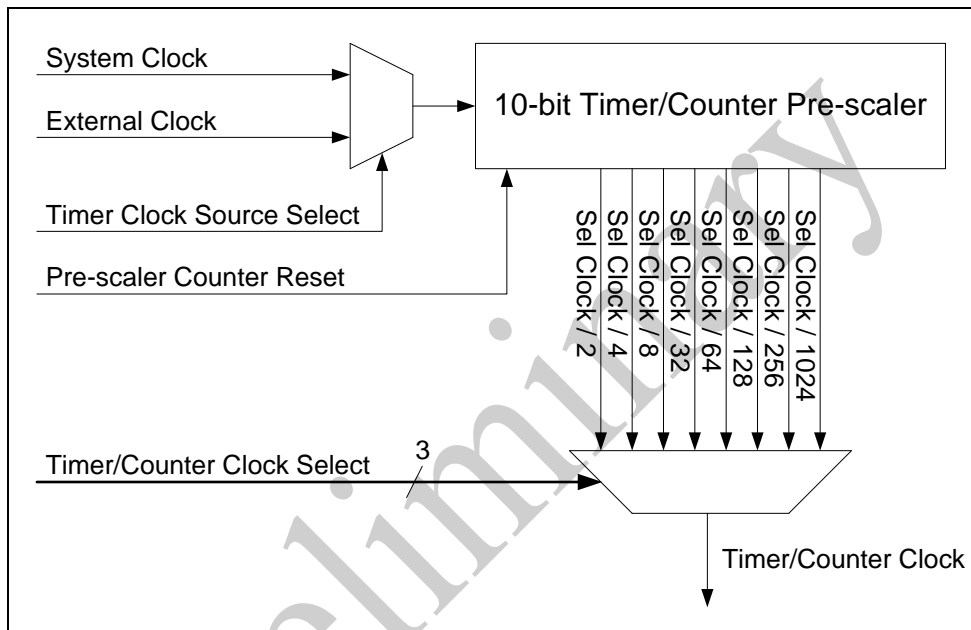 System Clock
External Clock
Timer Clock Source Select
Pre-scaler Counter Reset
10-bit Timer/Counter Pre-scaler
Sel Clock / 2
Sel Clock / 4
Sel Clock / 8
Sel Clock / 32
Sel Clock / 64
Sel Clock / 128
Sel Clock / 256
Sel Clock / 1024
Timer/Counter Clock Select
3
Timer/Counter Clock
eliminary